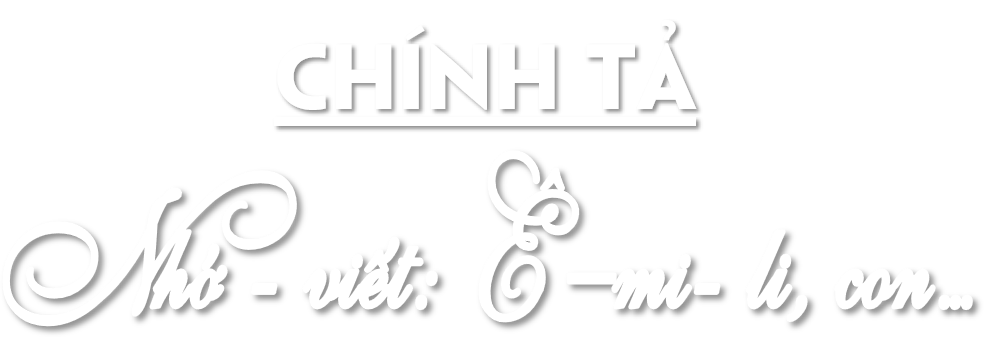 CHÍNH TẢ
Nhớ - viết: Ê-mi- li, con...